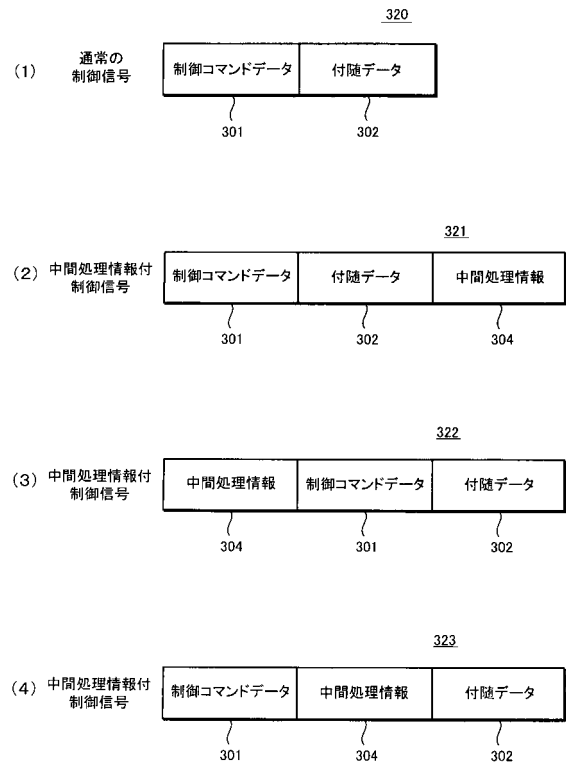 320
(1) 通常の
制御信号
制御コマンドデータ 付随データ
301 302
321
(2) 中間処理情報付
制御信号
制御コマンドデータ 付随データ 中間処理情報
301 302 304
322
(3) 中間処理情報付
制御信号
中間処理情報 制御コマンドデータ 付随データ
304 301 302
323
(4) 中間処理情報付
制御信号
制御コマンドデータ 中間処理情報 付随データ
301 304 302